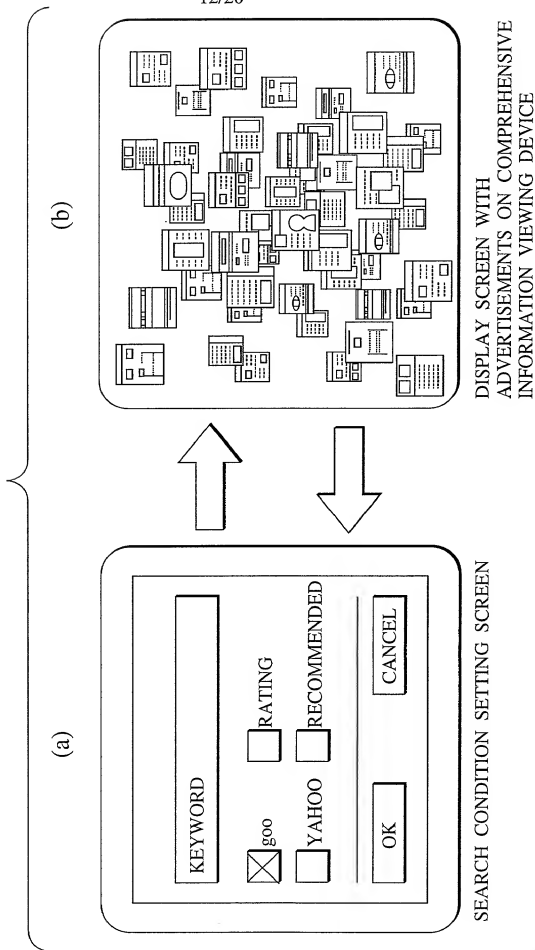 12/20
(a)
KEYWORD
goo
RATING
YAHOO
RECOMMENDED
OK
CANCEL
SEARCH CONDITION SETTING SCREEN
(b)
DISPLAY SCREEN WITH
ADVERTISEMENTS ON COMPREHENSIVE
INFORMATION VIEWING DEVICE